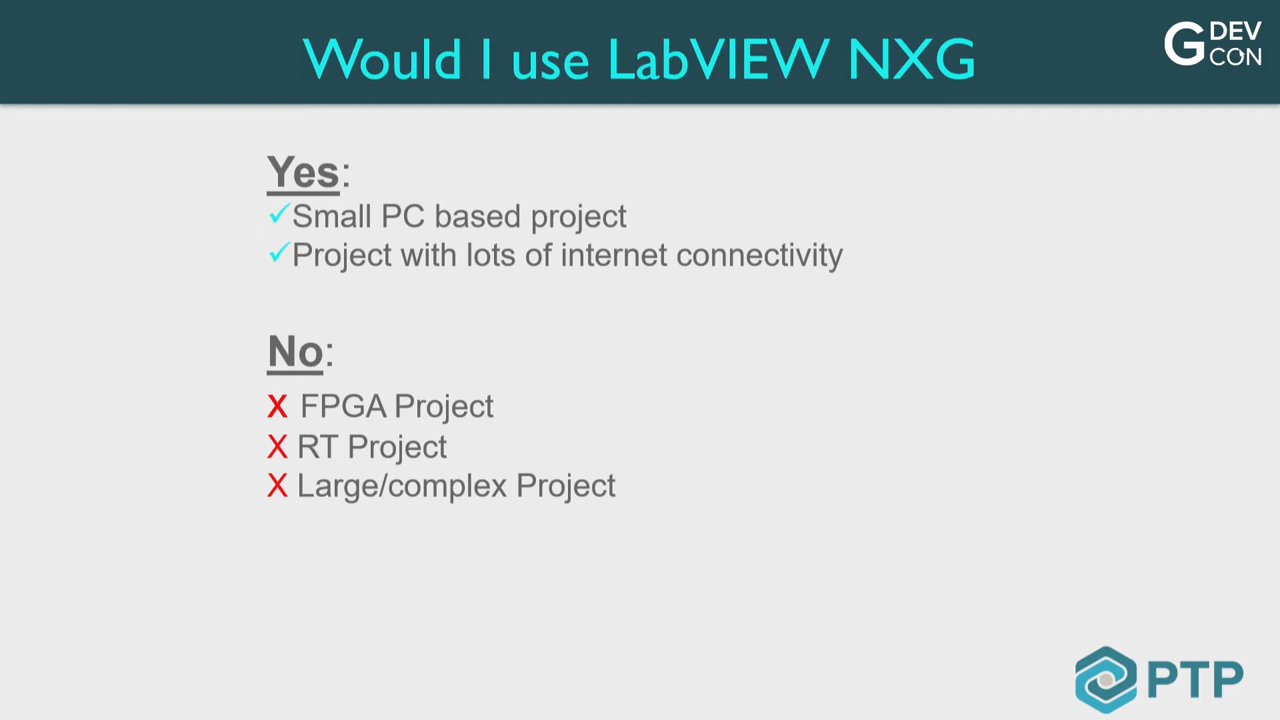 Would I use LabVIEW NXG
G DEV CON
Yes:
✓Small PC based project
✓Project with lots of internet connectivity
No:
X FPGA Project
X RT Project
X Large/complex Project
PTP